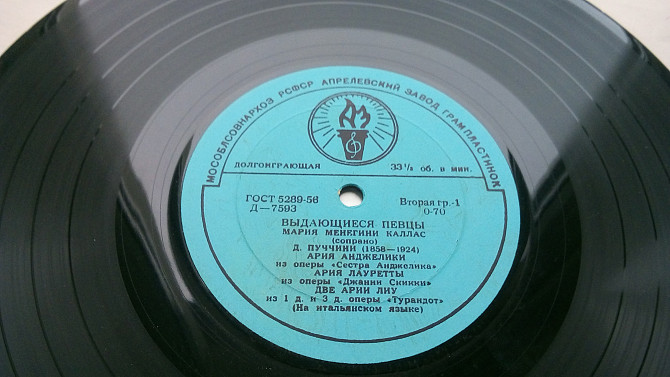 МОСОБЛСОВНАРХОЗ РСФСР АПРЕЛЕВСКИЙ ЗАВОД ГРАМПЛАСТИНОК
АЗ
ДОЛГОИГРАЮЩАЯ 33⅓ об. в мин.
ГОСТ 5289-56 Вторая гр.-1
Д—7593 0-70
ВЫДАЮЩИЕСЯ ПЕВЦЫ
МАРИЯ МЕНЕГИНИ КАЛЛАС
(сопрано)
Д. ПУЧЧИНИ (1858—1924)
АРИЯ АНДЖЕЛИКИ
из оперы «Сестра Анджелика»
АРИЯ ЛАУРЕТТЫ
из оперы «Джанни Скикки»
ДВЕ АРИИ ЛИУ
из 1 д. и 3 д. оперы «Турандот»
(На итальянском языке)